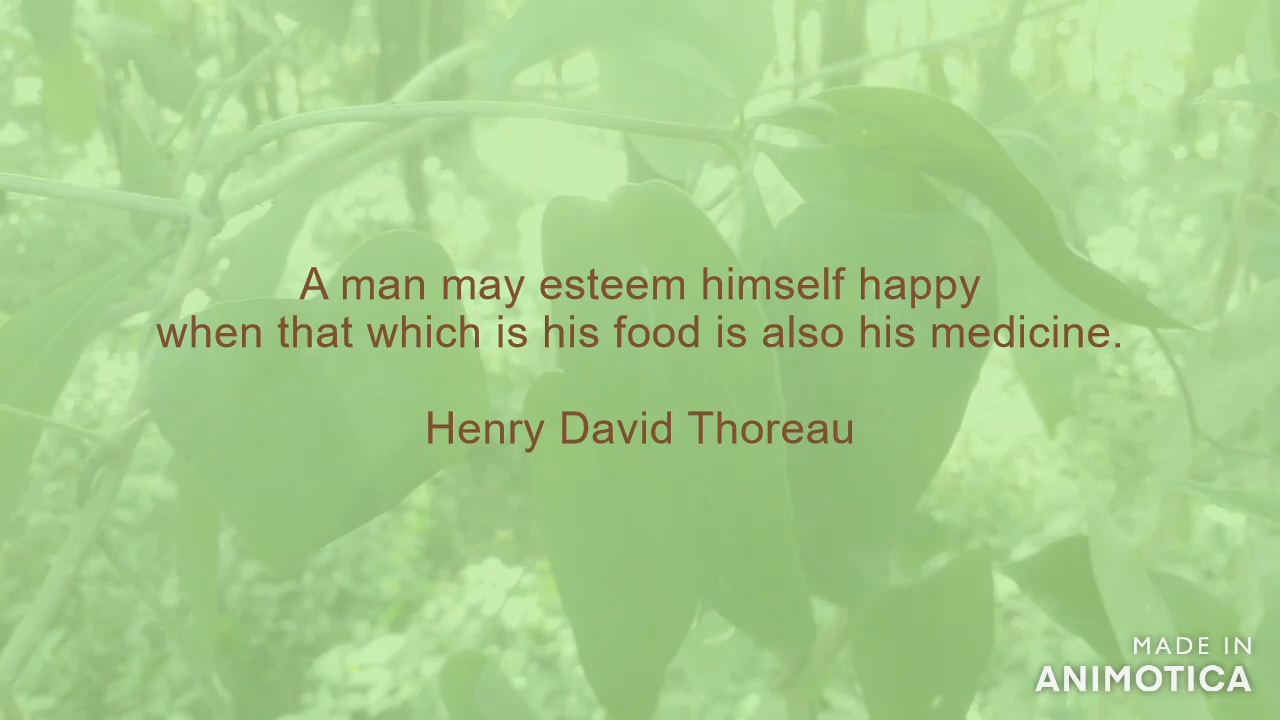 A man may esteem himself happy
when that which is his food is also his medicine.
Henry David Thoreau
MADE IN
ANIMOTICA